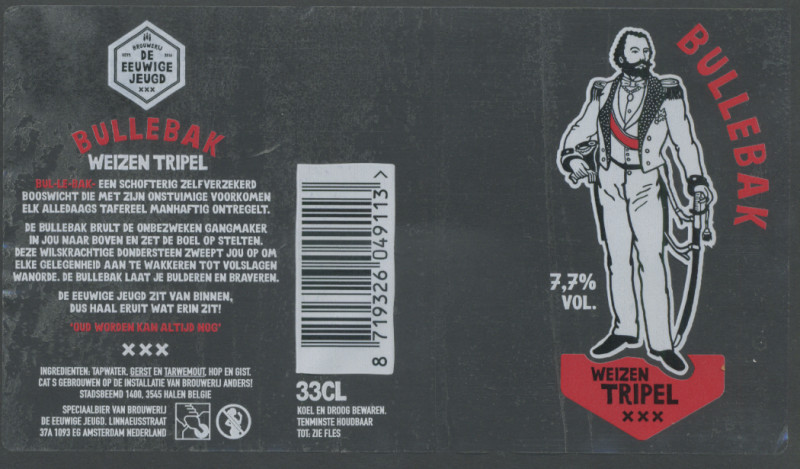 BROUWERIJ
DE
EEUWIGE
JEUGD
XXX
BULLEBAK
WEIZEN TRIPEL
BUL-LE-BAK- EEN SCHOFTERIG ZELFVERZEKERD
BOOSWICHT DIE MET ZIJN ONSTUIMIGE VOORKOMEN
ELK ALLEDAAGS TAFEREEL MANHAFTIG ONTREGELT.
DE BULLEBAK BRULT DE ONBEZWEKEN GANGMAKER
IN JOU NAAR BOVEN EN ZET DE BOEL OP STELTEN.
DEZE WILSKRACHTIGE DONDERSTEEN ZWEEPT JOU OP OM
ELKE GELEGENHEID AAN TE WAKKEREN TOT VOLSLAGEN
WANORDE. DE BULLEBAK LAAT JE BULDEREN EN BRAVEREN.
DE EEUWIGE JEUGD ZIT VAN BINNEN,
DUS HAAL ERUIT WAT ERIN ZIT!
'OUD WORDEN KAN ALTIJD NOG'
XXX
INGREDIENTEN: TAPWATER, GERST EN TARWEMOUT, HOP EN GIST.
CAT S GEBROUWEN OP DE INSTALLATIE VAN BROUWERIJ ANDERS!
STADSBEEMD 1400, 3545 HALEN BELGIE
SPECIAALBIER VAN BROUWERIJ
DE EEUWIGE JEUGD. LINNAEUSSTRAAT
37A 1093 EG AMSTERDAM NEDERLAND
8 719326 049113 >
33CL
KOEL EN DROOG BEWAREN.
TENMINSTE HOUDBAAR
TOT: ZIE FLES
BULLEBAK
7,7%
VOL.
WEIZEN
TRIPEL
XXX